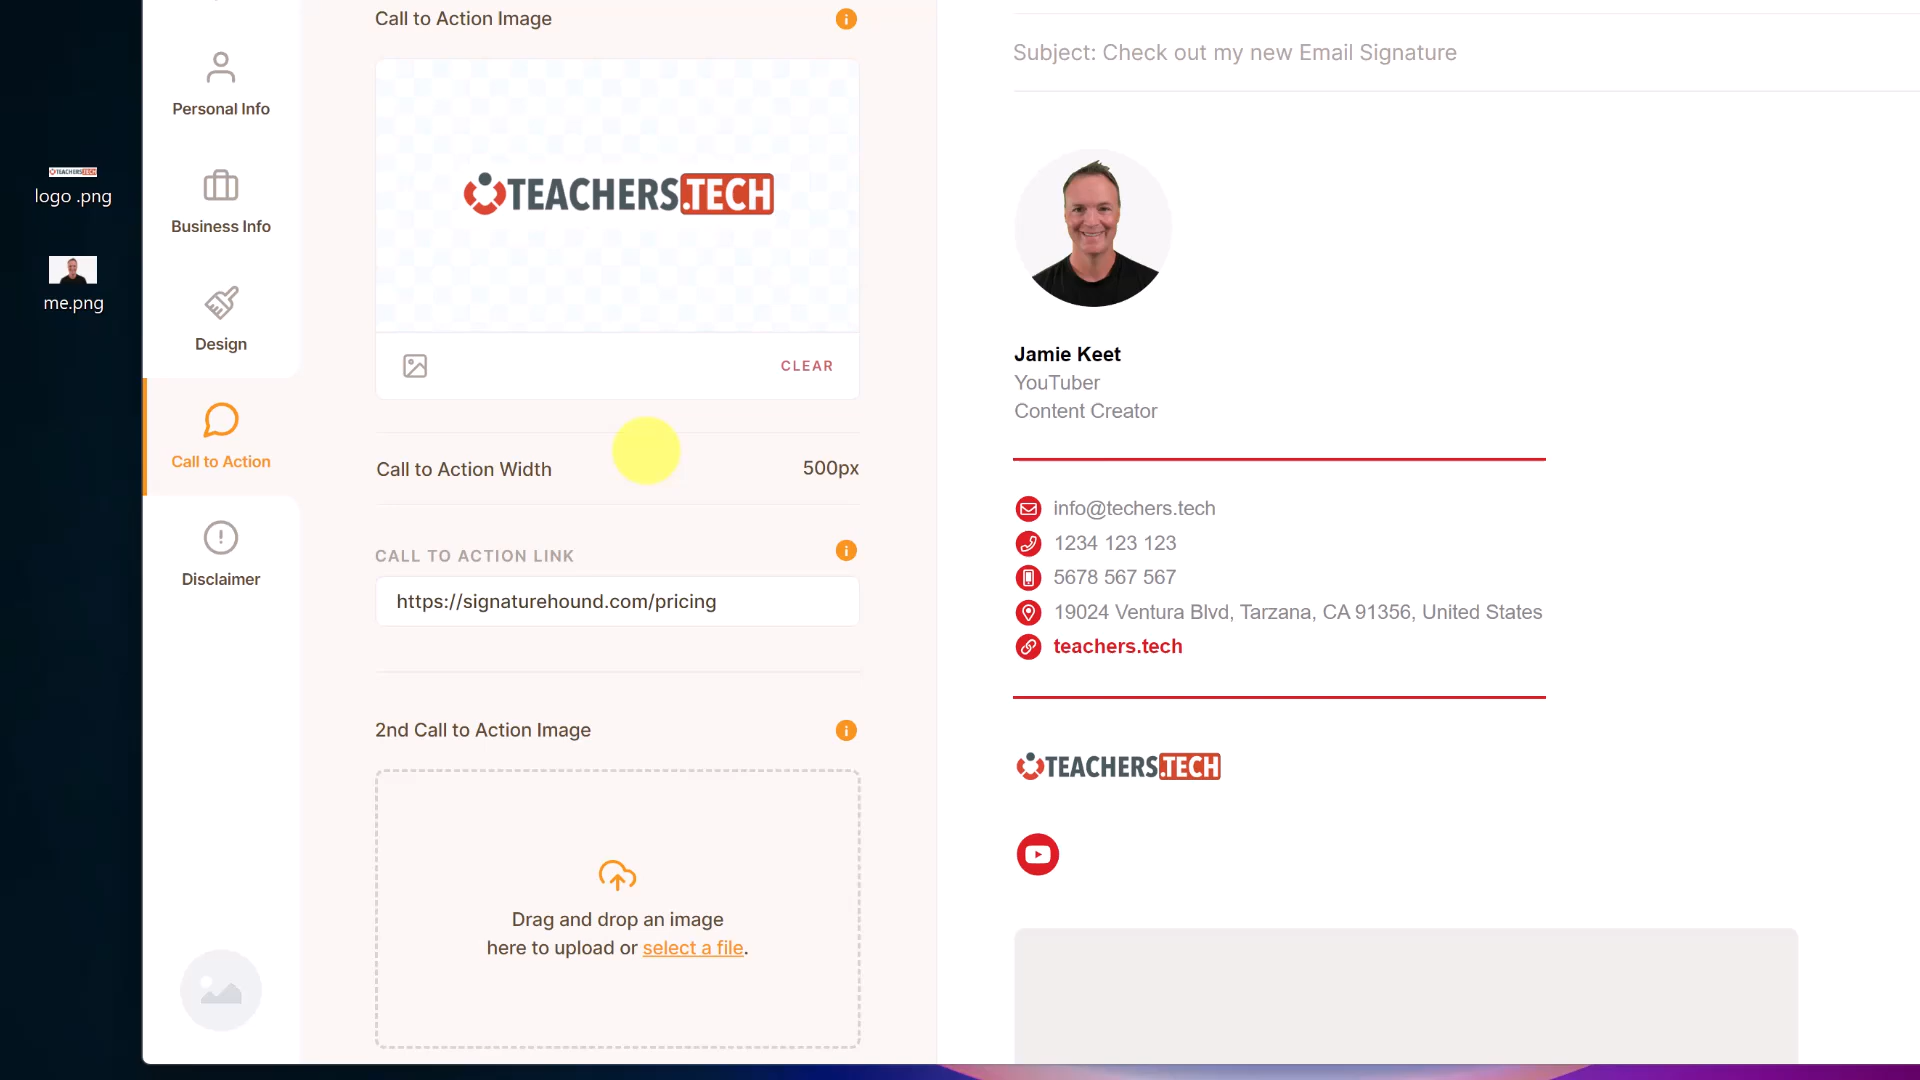 TEACHERS.TECH
logo .png
me.png
Personal Info
Business Info
Design
Call to Action
Disclaimer
Call to Action Image
TEACHERS.TECH
CLEAR
Call to Action Width
500px
CALL TO ACTION LINK
https://signaturehound.com/pricing
2nd Call to Action Image
Drag and drop an image
here to upload or select a file.
Subject: Check out my new Email Signature
Jamie Keet
YouTuber
Content Creator
info@techers.tech
1234 123 123
5678 567 567
19024 Ventura Blvd, Tarzana, CA 91356, United States
teachers.tech
TEACHERS.TECH